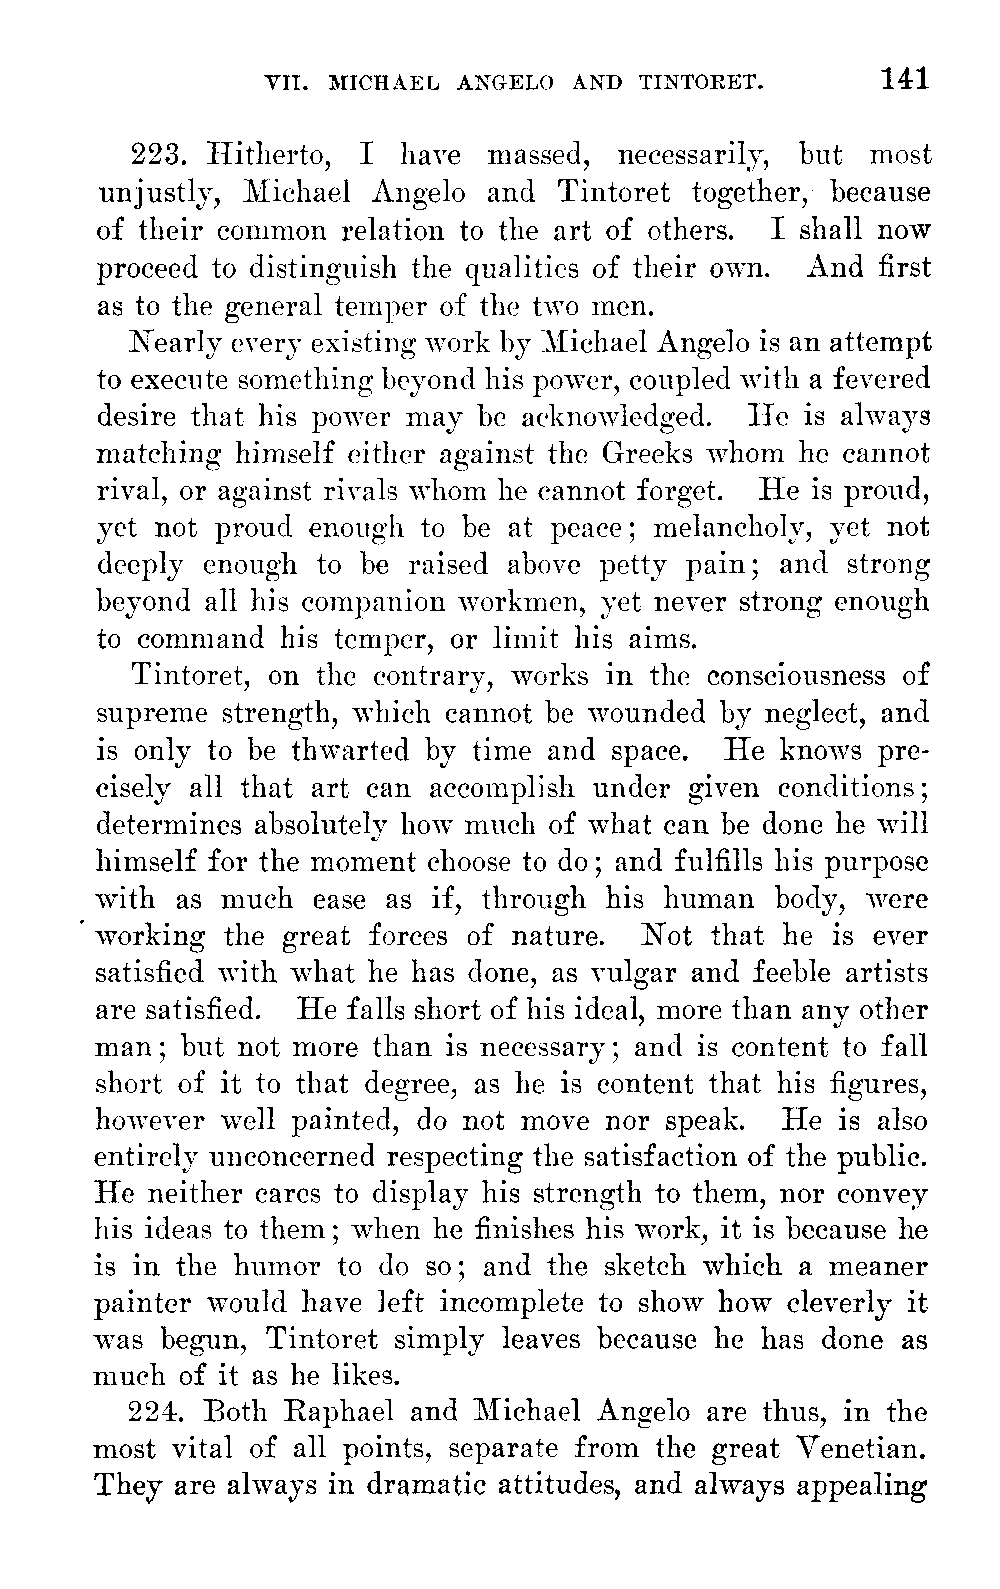 VII. MICHAEL ANGELO AND TINTORET. 141
223. Hitherto, I have massed, necessarily, but most
unjustly, Michael Angelo and Tintoret together, because
of their common relation to the art of others. I shall now
proceed to distinguish the qualities of their own. And first
as to the general temper of the two men.
Nearly every existing work by Michael Angelo is an attempt
to execute something beyond his power, coupled with a fevered
desire that his power may be acknowledged. He is always
matching himself either against the Greeks whom he cannot
rival, or against rivals whom he cannot forget. He is proud,
yet not proud enough to be at peace; melancholy, yet not
deeply enough to be raised above petty pain; and strong
beyond all his companion workmen, yet never strong enough
to command his temper, or limit his aims.
Tintoret, on the contrary, works in the consciousness of
supreme strength, which cannot be wounded by neglect, and
is only to be thwarted by time and space. He knows pre-
cisely all that art can accomplish under given conditions;
determines absolutely how much of what can be done he will
himself for the moment choose to do; and fulfills his purpose
with as much ease as if, through his human body, were
working the great forces of nature. Not that he is ever
satisfied with what he has done, as vulgar and feeble artists
are satisfied. He falls short of his ideal, more than any other
man; but not more than is necessary; and is content to fall
short of it to that degree, as he is content that his figures,
however well painted, do not move nor speak. He is also
entirely unconcerned respecting the satisfaction of the public.
He neither cares to display his strength to them, nor convey
his ideas to them; when he finishes his work, it is because he
is in the humor to do so; and the sketch which a meaner
painter would have left incomplete to show how cleverly it
was begun, Tintoret simply leaves because he has done as
much of it as he likes.
224. Both Raphael and Michael Angelo are thus, in the
most vital of all points, separate from the great Venetian.
They are always in dramatic attitudes, and always appealing